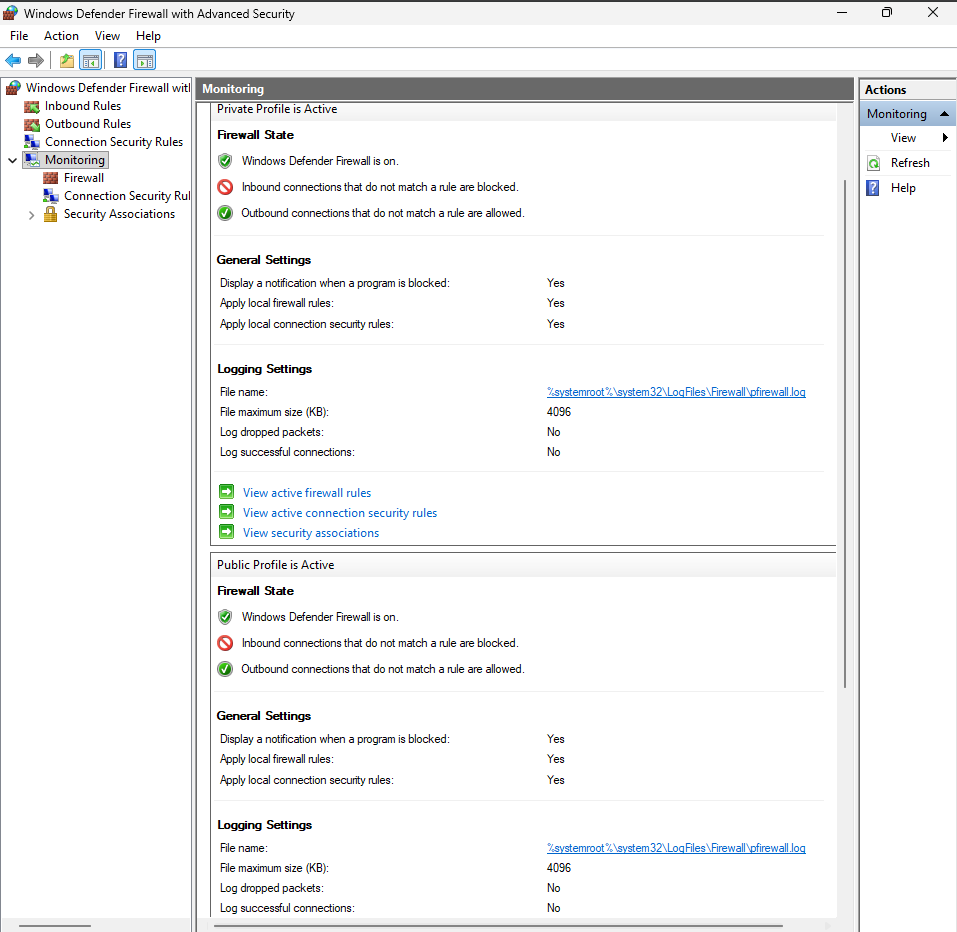 Windows Defender Firewall with Advanced Security
File Action View Help
Windows Defender Firewall wit
Inbound Rules
Outbound Rules
Connection Security Rules
Monitoring
Firewall
Connection Security Rul
Security Associations
Monitoring
Private Profile is Active
Firewall State
Windows Defender Firewall is on.
Inbound connections that do not match a rule are blocked.
Outbound connections that do not match a rule are allowed.
General Settings
Display a notification when a program is blocked: Yes
Apply local firewall rules: Yes
Apply local connection security rules: Yes
Logging Settings
File name: %systemroot%\system32\LogFiles\Firewall\pfirewall.log
File maximum size (KB): 4096
Log dropped packets: No
Log successful connections: No
View active firewall rules
View active connection security rules
View security associations
Public Profile is Active
Firewall State
Windows Defender Firewall is on.
Inbound connections that do not match a rule are blocked.
Outbound connections that do not match a rule are allowed.
General Settings
Display a notification when a program is blocked: Yes
Apply local firewall rules: Yes
Apply local connection security rules: Yes
Logging Settings
File name: %systemroot%\system32\LogFiles\Firewall\pfirewall.log
File maximum size (KB): 4096
Log dropped packets: No
Log successful connections: No
Actions
Monitoring
View
Refresh
Help